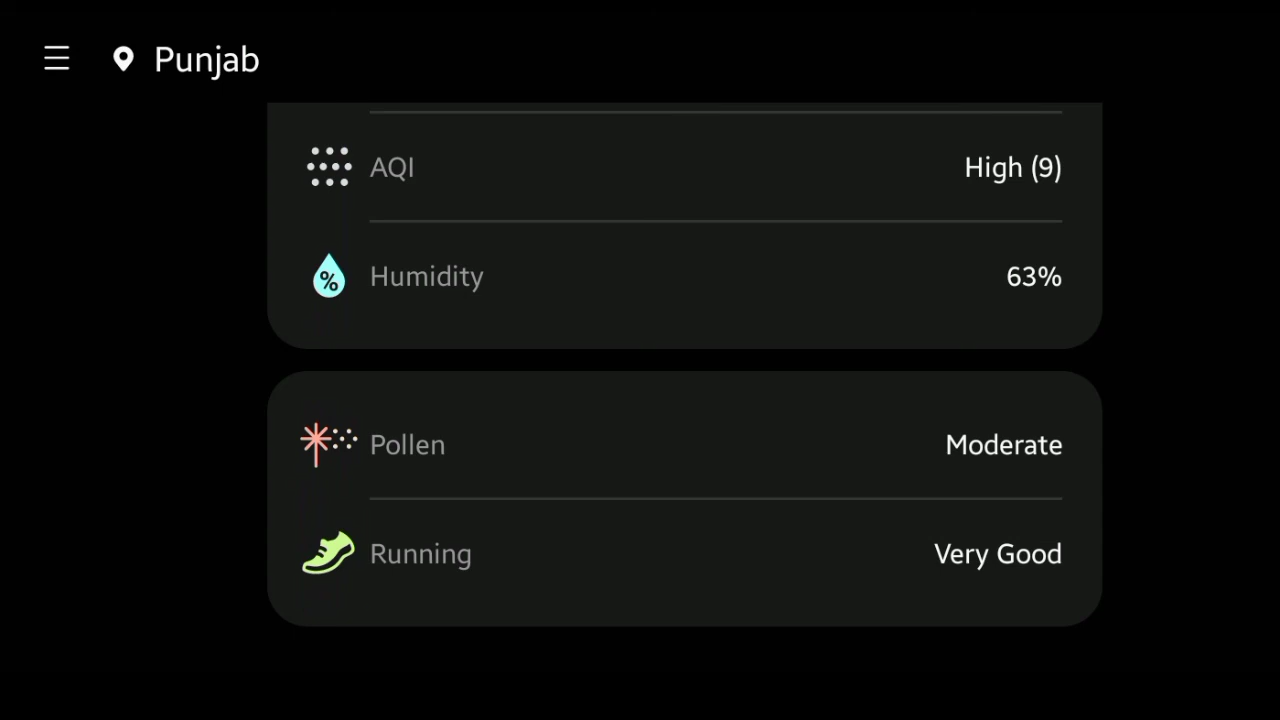 Punjab
AQI High (9)
Humidity 63%
Pollen Moderate
Running Very Good